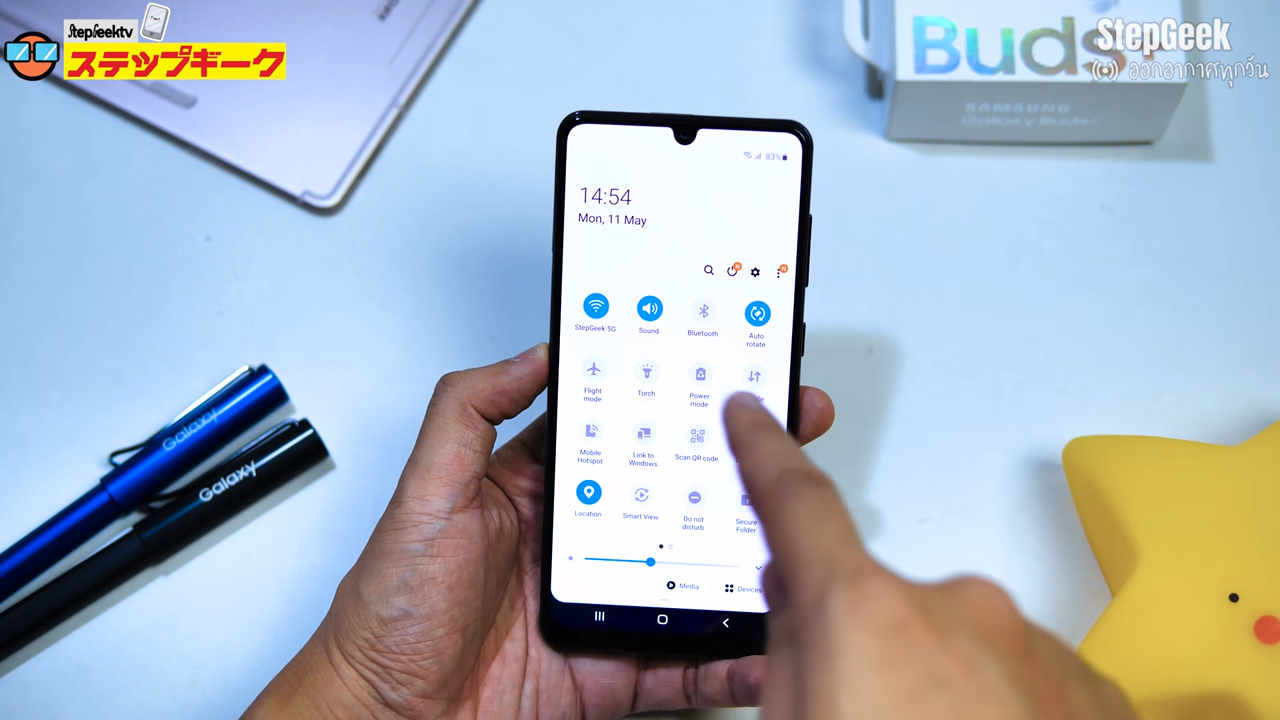 StepGeektv
ステップギーク
Buds+
StepGeek
ออกอากาศทุกวัน
SAMSUNG
Galaxy Buds+
83%
14:54
Mon, 11 May
N
N
StepGeek 5G
Sound
Bluetooth
Auto
rotate
Flight
mode
Torch
Power
mode
Mobile
Hotspot
Link to
Windows
Scan QR code
Location
Smart View
Do not
disturb
Secure
Folder
Media
Devices
Galaxy
Galaxy